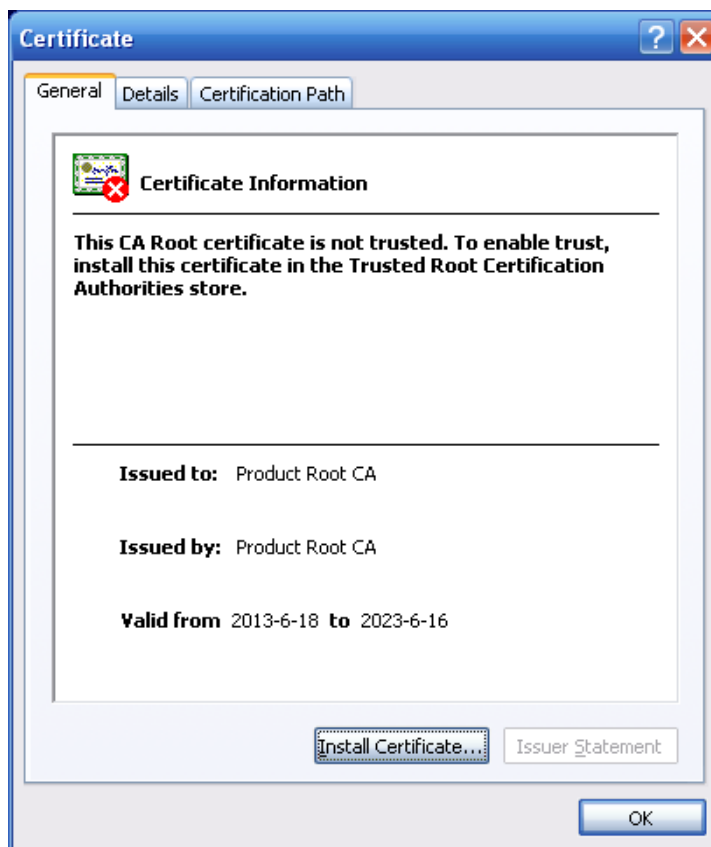 Certificate
General Details Certification Path
Certificate Information
This CA Root certificate is not trusted. To enable trust,
install this certificate in the Trusted Root Certification
Authorities store.
Issued to: Product Root CA
Issued by: Product Root CA
Valid from 2013-6-18 to 2023-6-16
Install Certificate... Issuer Statement
OK